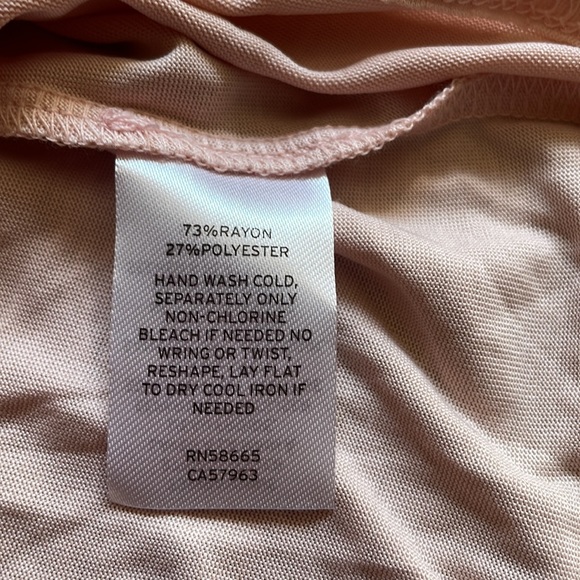 73%RAYON
27%POLYESTER
HAND WASH COLD,
SEPARATELY ONLY
NON-CHLORINE
BLEACH IF NEEDED NO
WRING OR TWIST,
RESHAPE, LAY FLAT
TO DRY COOL IRON IF
NEEDED
RN58665
CA57963